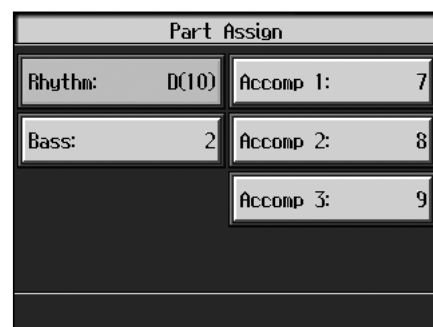 Part Assign
Rhythm: D(10)
Accomp 1: 7
Bass: 2
Accomp 2: 8
Accomp 3: 9